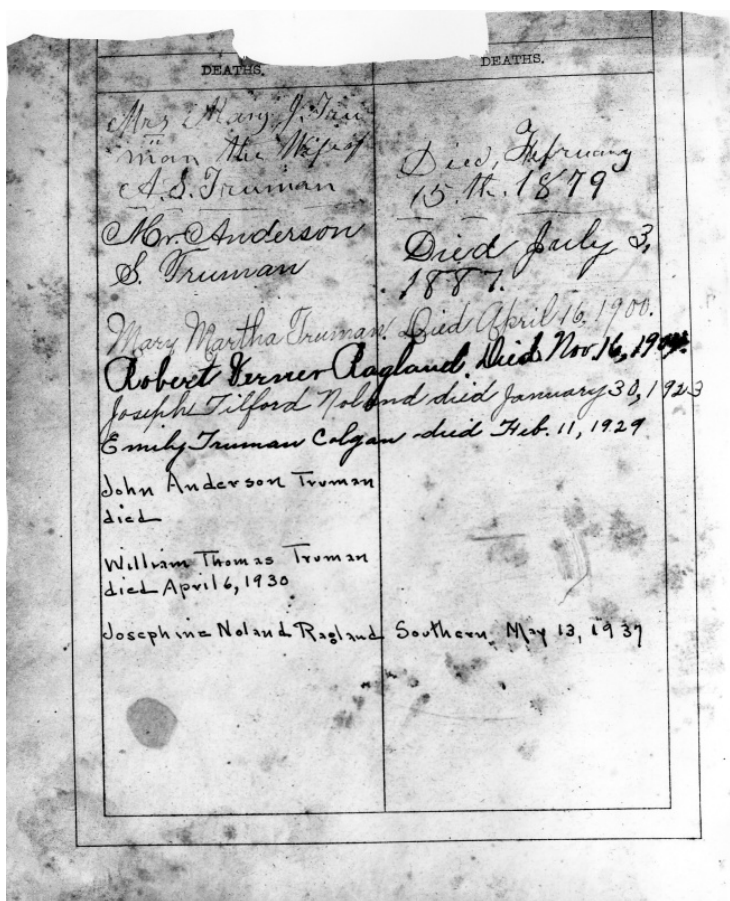 DEATHS. DEATHS.
Mrs Mary J. Tru
man the Wife of
A. S. Truman
Died, February
15.th. 1879
Mr. Anderson
S. Truman
Died July 3,
1887.
Mary Martha Truman. Died April 16, 1900.
Robert Verner Ragland. Died Nov. 16, 
Joseph Tilford Noland died January 30, 1923
Emily Truman Colgan died Feb. 11, 1929
John Anderson Truman
died
William Thomas Truman
died April 6, 1930
Josephine Noland Ragland Southern May 13, 1937